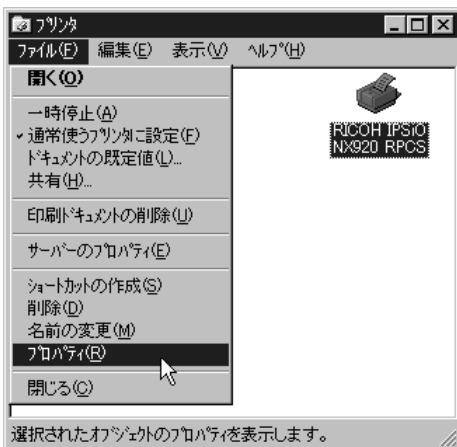 プリンタ
ファイル(F) 編集(E) 表示(V) ヘルプ(H)
開く(O)
一時停止(A)
通常使うプリンタに設定(F)
ドキュメントの既定値(L)...
共有(H)...
印刷ドキュメントの削除(U)
サーバーのプロパティ(E)
ショートカットの作成(S)
削除(D)
名前の変更(M)
プロパティ(R)
閉じる(C)
RICOH IPSiO
NX920 RPCS
選択されたオブジェクトのプロパティを表示します。